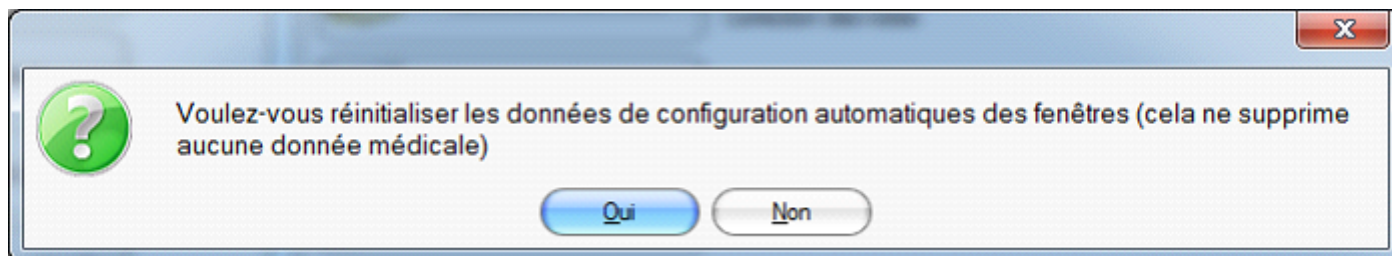 Voulez-vous réinitialiser les données de configuration automatiques des fenêtres (cela ne supprime
aucune donnée médicale)
Oui
Non